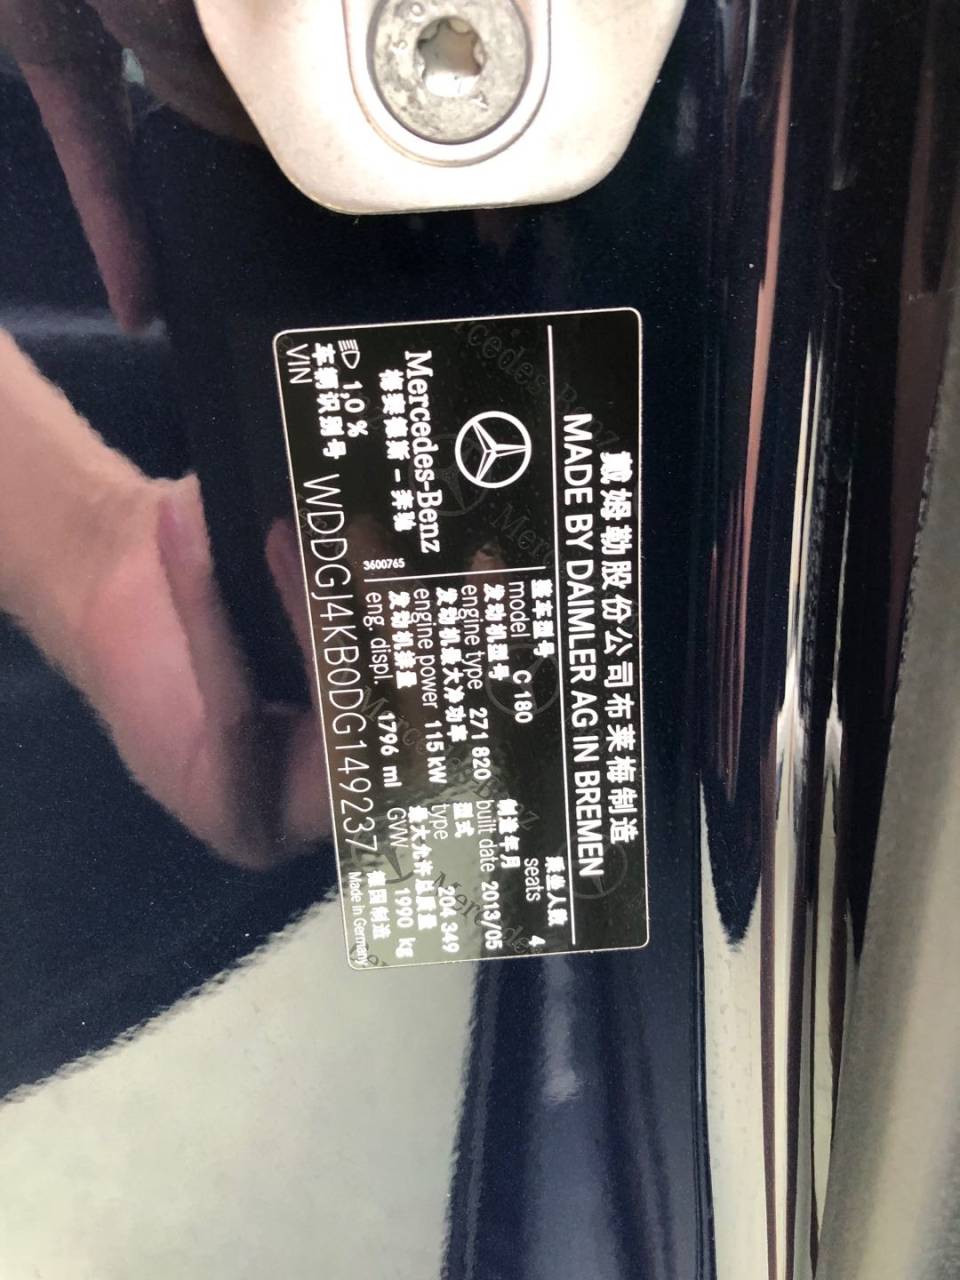 戴姆勒股份公司布莱梅制造
MADE BY DAIMLER AG IN BREMEN
Mercedes-Benz
梅赛德斯-奔驰
3600765
整车型号
model C 180
发动机型号
engine type 271 820
发动机最大净功率
engine power 115 kW
发动机排量
eng. displ. 1796 ml
乘坐人数
seats 4
制造年月
built date 2013/05
型式
type 204 349
最大允许总质量
GVW 1990 kg
1,0 %
车辆识别号
VIN WDDGJ4KB0DG149237
德国制造
Made In Germany